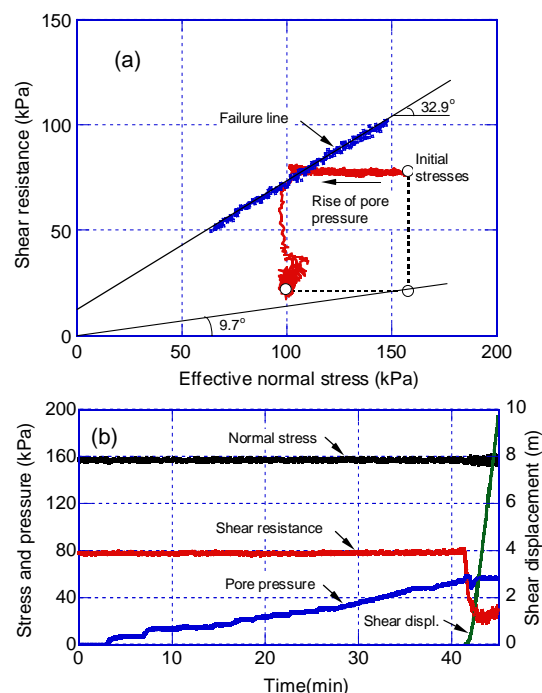 150
(a)
32.9°
Failure line
100
Initial
stresses
Rise of pore
pressure
50
9.7°
0
0 50 100 150 200
Shear resistance
(kPa)
Effective normal stress (kPa)
200 10
(b)
Normal stress
160 8
120 6
Shear resistance
80 4
Pore pressure
40 2
Shear displ.
0 0
0 10 20 30 40
Stress and pressure
(kPa)
Shear displacement (m)
Time(min)